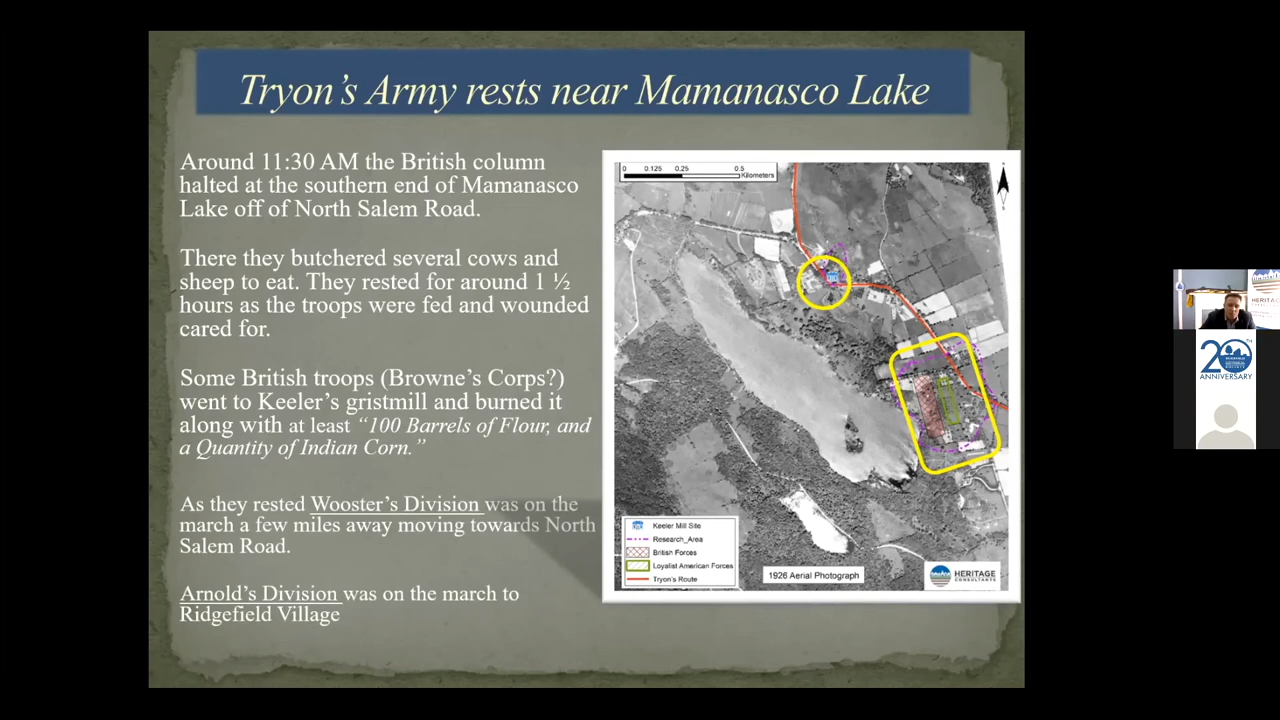 Tryon's Army rests near Mamanasco Lake
Around 11:30 AM the British column
halted at the southern end of Mamanasco
Lake off of North Salem Road.
There they butchered several cows and
sheep to eat. They rested for around 1 ½
hours as the troops were fed and wounded
cared for.
Some British troops (Browne's Corps?)
went to Keeler's gristmill and burned it
along with at least “100 Barrels of Flour, and
a Quantity of Indian Corn.”
As they rested Wooster's Division was on the
march a few miles away moving towards North
Salem Road.
Arnold's Division was on the march to
Ridgefield Village
0 0.125 0.25 0.5
Kilometers
Keeler Mill Site
Research_Area
British Forces
Loyalist American Forces
Tryon's Route
1926 Aerial Photograph
HERITAGE
CONSULTANTS
20TH
ANNIVERSARY